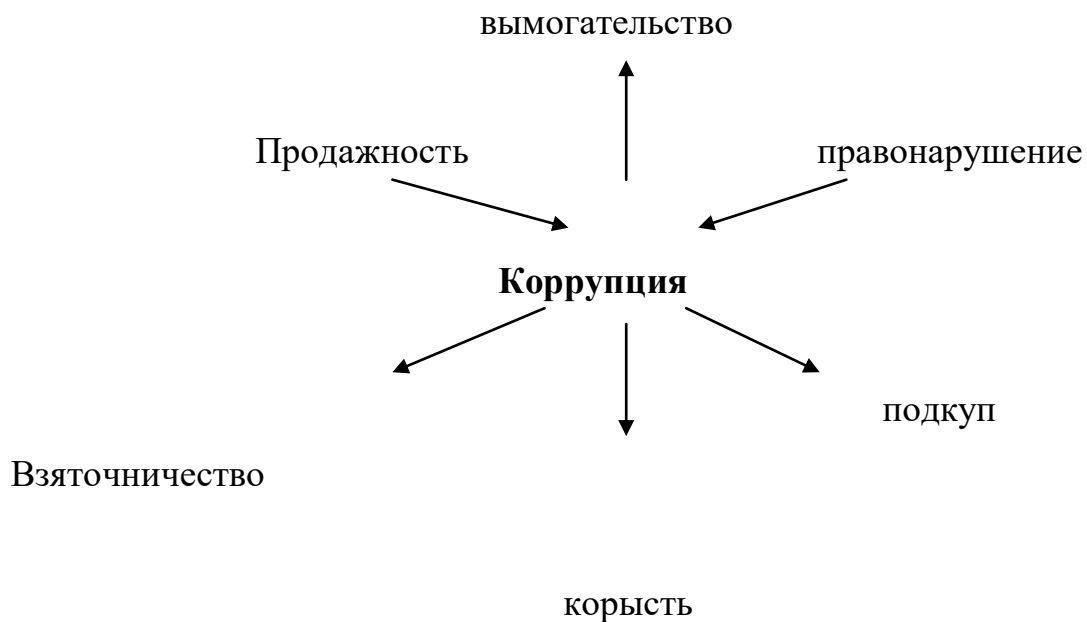 вымогательство
Продажность правонарушение
Коррупция
подкуп
Взяточничество
корысть